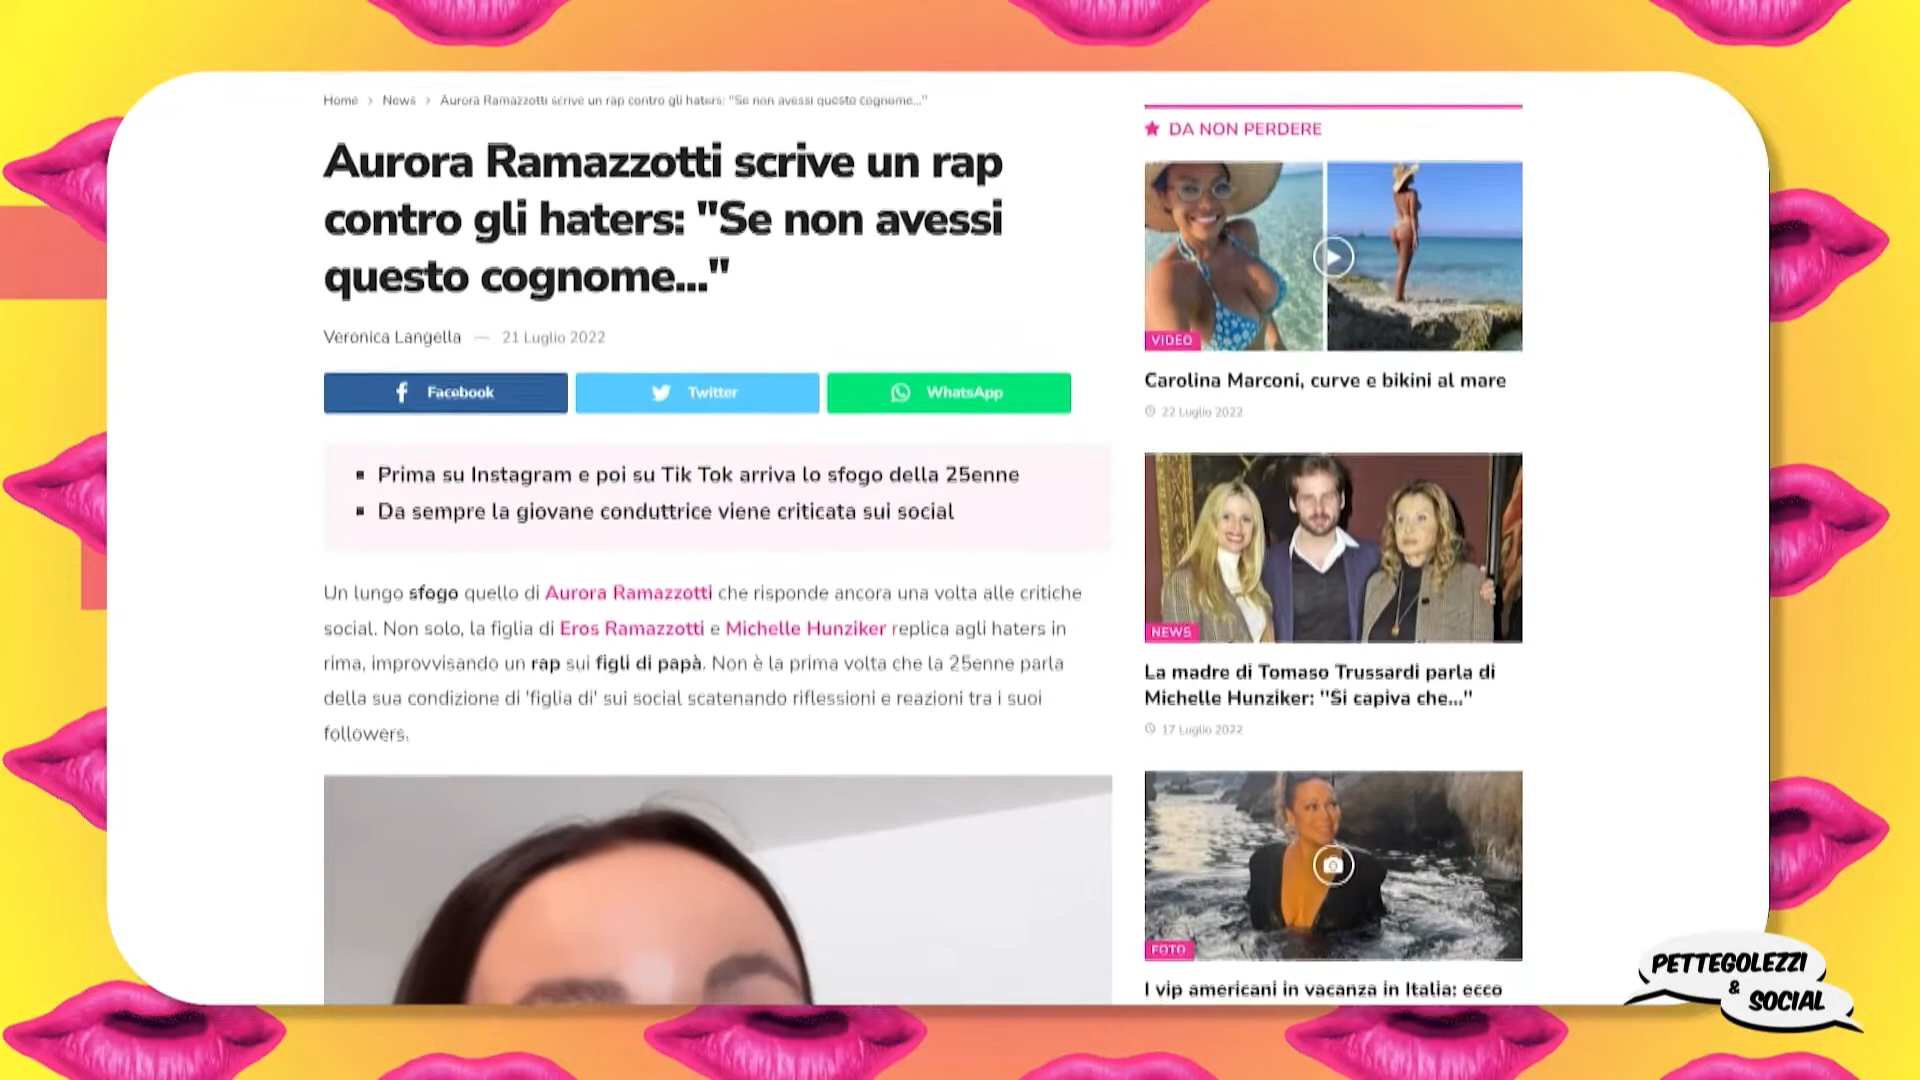 Home > News > Aurora Ramazzotti scrive un rap contro gli haters: "Se non avessi questo cognome..."
Aurora Ramazzotti scrive un rap
contro gli haters: "Se non avessi
questo cognome..."
Veronica Langella — 21 Luglio 2022
Facebook
Twitter
WhatsApp
Prima su Instagram e poi su Tik Tok arriva lo sfogo della 25enne
Da sempre la giovane conduttrice viene criticata sui social
Un lungo sfogo quello di Aurora Ramazzotti che risponde ancora una volta alle critiche
social. Non solo, la figlia di Eros Ramazzotti e Michelle Hunziker replica agli haters in
rima, improvvisando un rap sui figli di papà. Non è la prima volta che la 25enne parla
della sua condizione di 'figlia di' sui social scatenando riflessioni e reazioni tra i suoi
followers.
DA NON PERDERE
VIDEO
Carolina Marconi, curve e bikini al mare
22 Luglio 2022
NEWS
La madre di Tomaso Trussardi parla di
Michelle Hunziker: "Si capiva che..."
17 Luglio 2022
FOTO
I vip americani in vacanza in Italia: ecco
PETTEGOLEZZI
&
SOCIAL